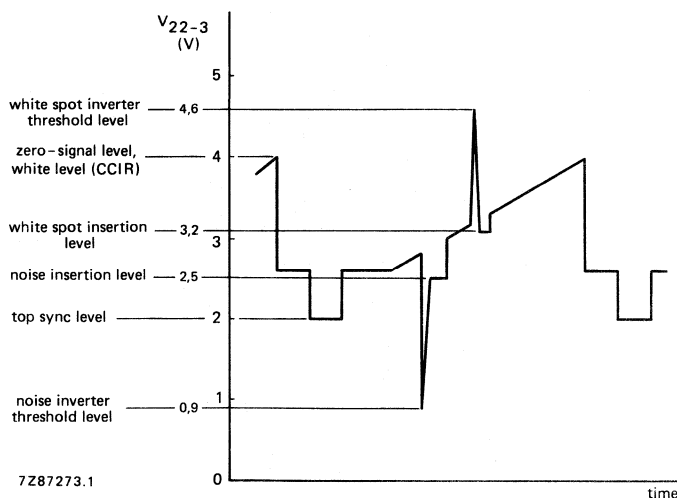 V22-3
(V)
5
white spot inverter
threshold level
4,6
zero-signal level,
white level (CCIR)
4
white spot insertion
level
3,2
3
noise insertion level
2,5
top sync level
2
1
noise inverter
threshold level
0,9
7Z87273.1
0
time